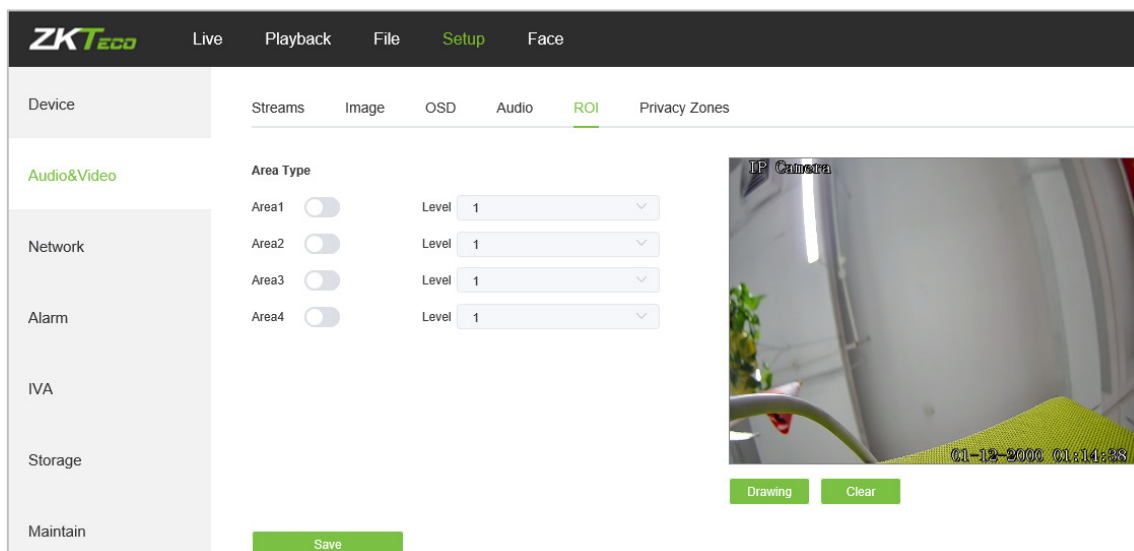 ZKTECO Live Playback File Setup Face
Device
Audio&Video
Network
Alarm
IVA
Storage
Maintain
Streams Image OSD Audio ROI Privacy Zones
Area Type
Area1 Level 1
Area2 Level 1
Area3 Level 1
Area4 Level 1
IP Camera
01-12-2000 01:14:38
Drawing Clear
Save